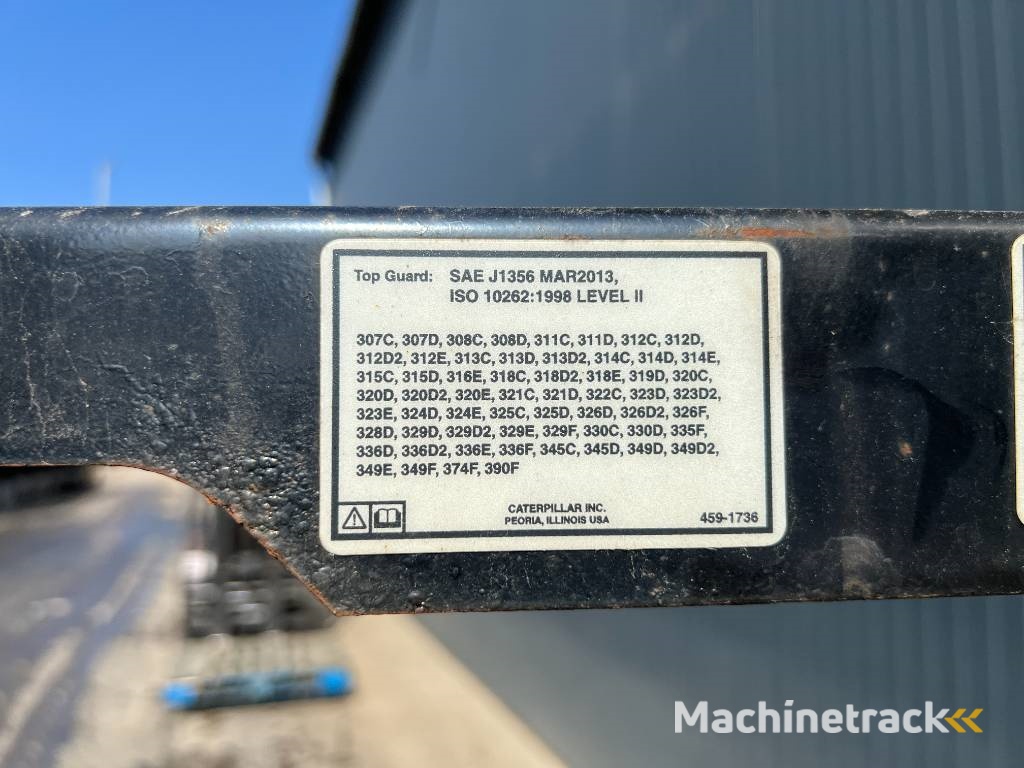 Top Guard: SAE J1356 MAR2013,
ISO 10262:1998 LEVEL II
307C, 307D, 308C, 308D, 311C, 311D, 312C, 312D,
312D2, 312E, 313C, 313D, 313D2, 314C, 314D, 314E,
315C, 315D, 316E, 318C, 318D2, 318E, 319D, 320C,
320D, 320D2, 320E, 321C, 321D, 322C, 323D, 323D2,
323E, 324D, 324E, 325C, 325D, 326D, 326D2, 326F,
328D, 329D, 329D2, 329E, 329F, 330C, 330D, 335F,
336D, 336D2, 336E, 336F, 345C, 345D, 349D, 349D2,
349E, 349F, 374F, 390F
CATERPILLAR INC.
PEORIA, ILLINOIS USA
459-1736
Machinetrack